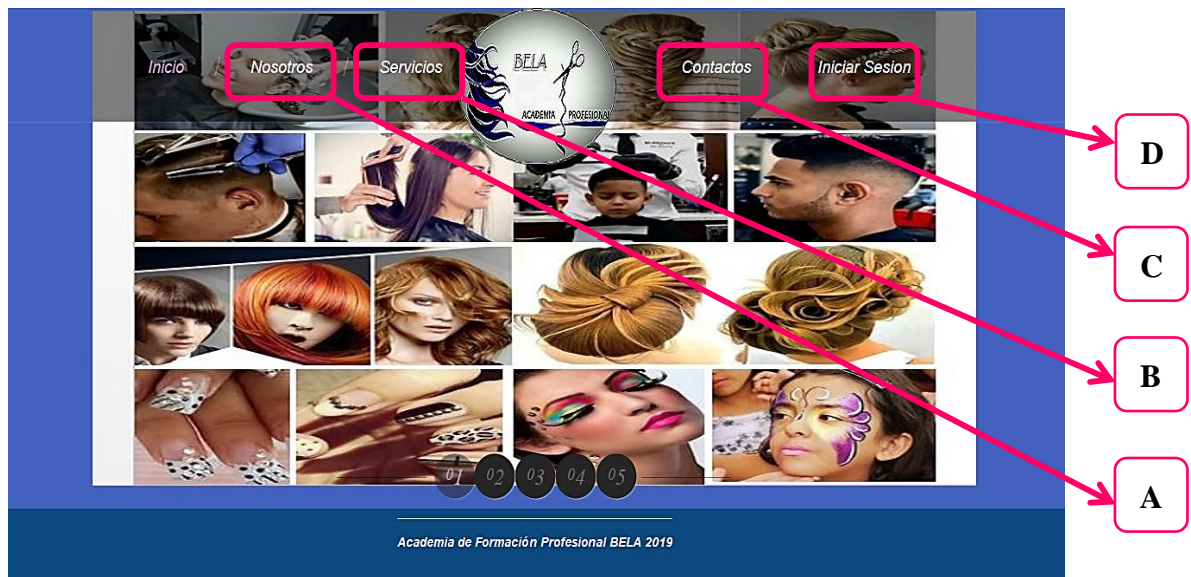 Inicio | Nosotros | Servicios
BELA
ACADEMIA PROFESIONAL
Contactos | Iniciar Sesion
D
C
B
A
01 02 03 04 05
Academia de Formación Profesional BELA 2019